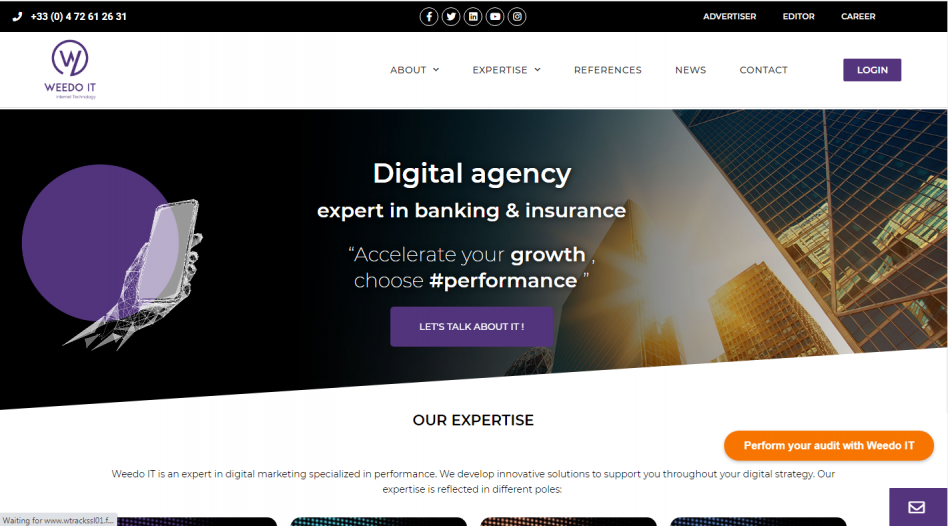 +33 (0) 4 72 61 26 31
ADVERTISER
EDITOR
CAREER
WEEDO IT
Internet Technology
ABOUT
EXPERTISE
REFERENCES
NEWS
CONTACT
LOGIN
Digital agency
expert in banking & insurance
“Accelerate your growth ,
choose #performance ”
LET'S TALK ABOUT IT !
OUR EXPERTISE
Perform your audit with Weedo IT
Weedo IT is an expert in digital marketing specialized in performance. We develop innovative solutions to support you throughout your digital strategy. Our
expertise is reflected in different poles:
Waiting for www.wtrackssl01.f...